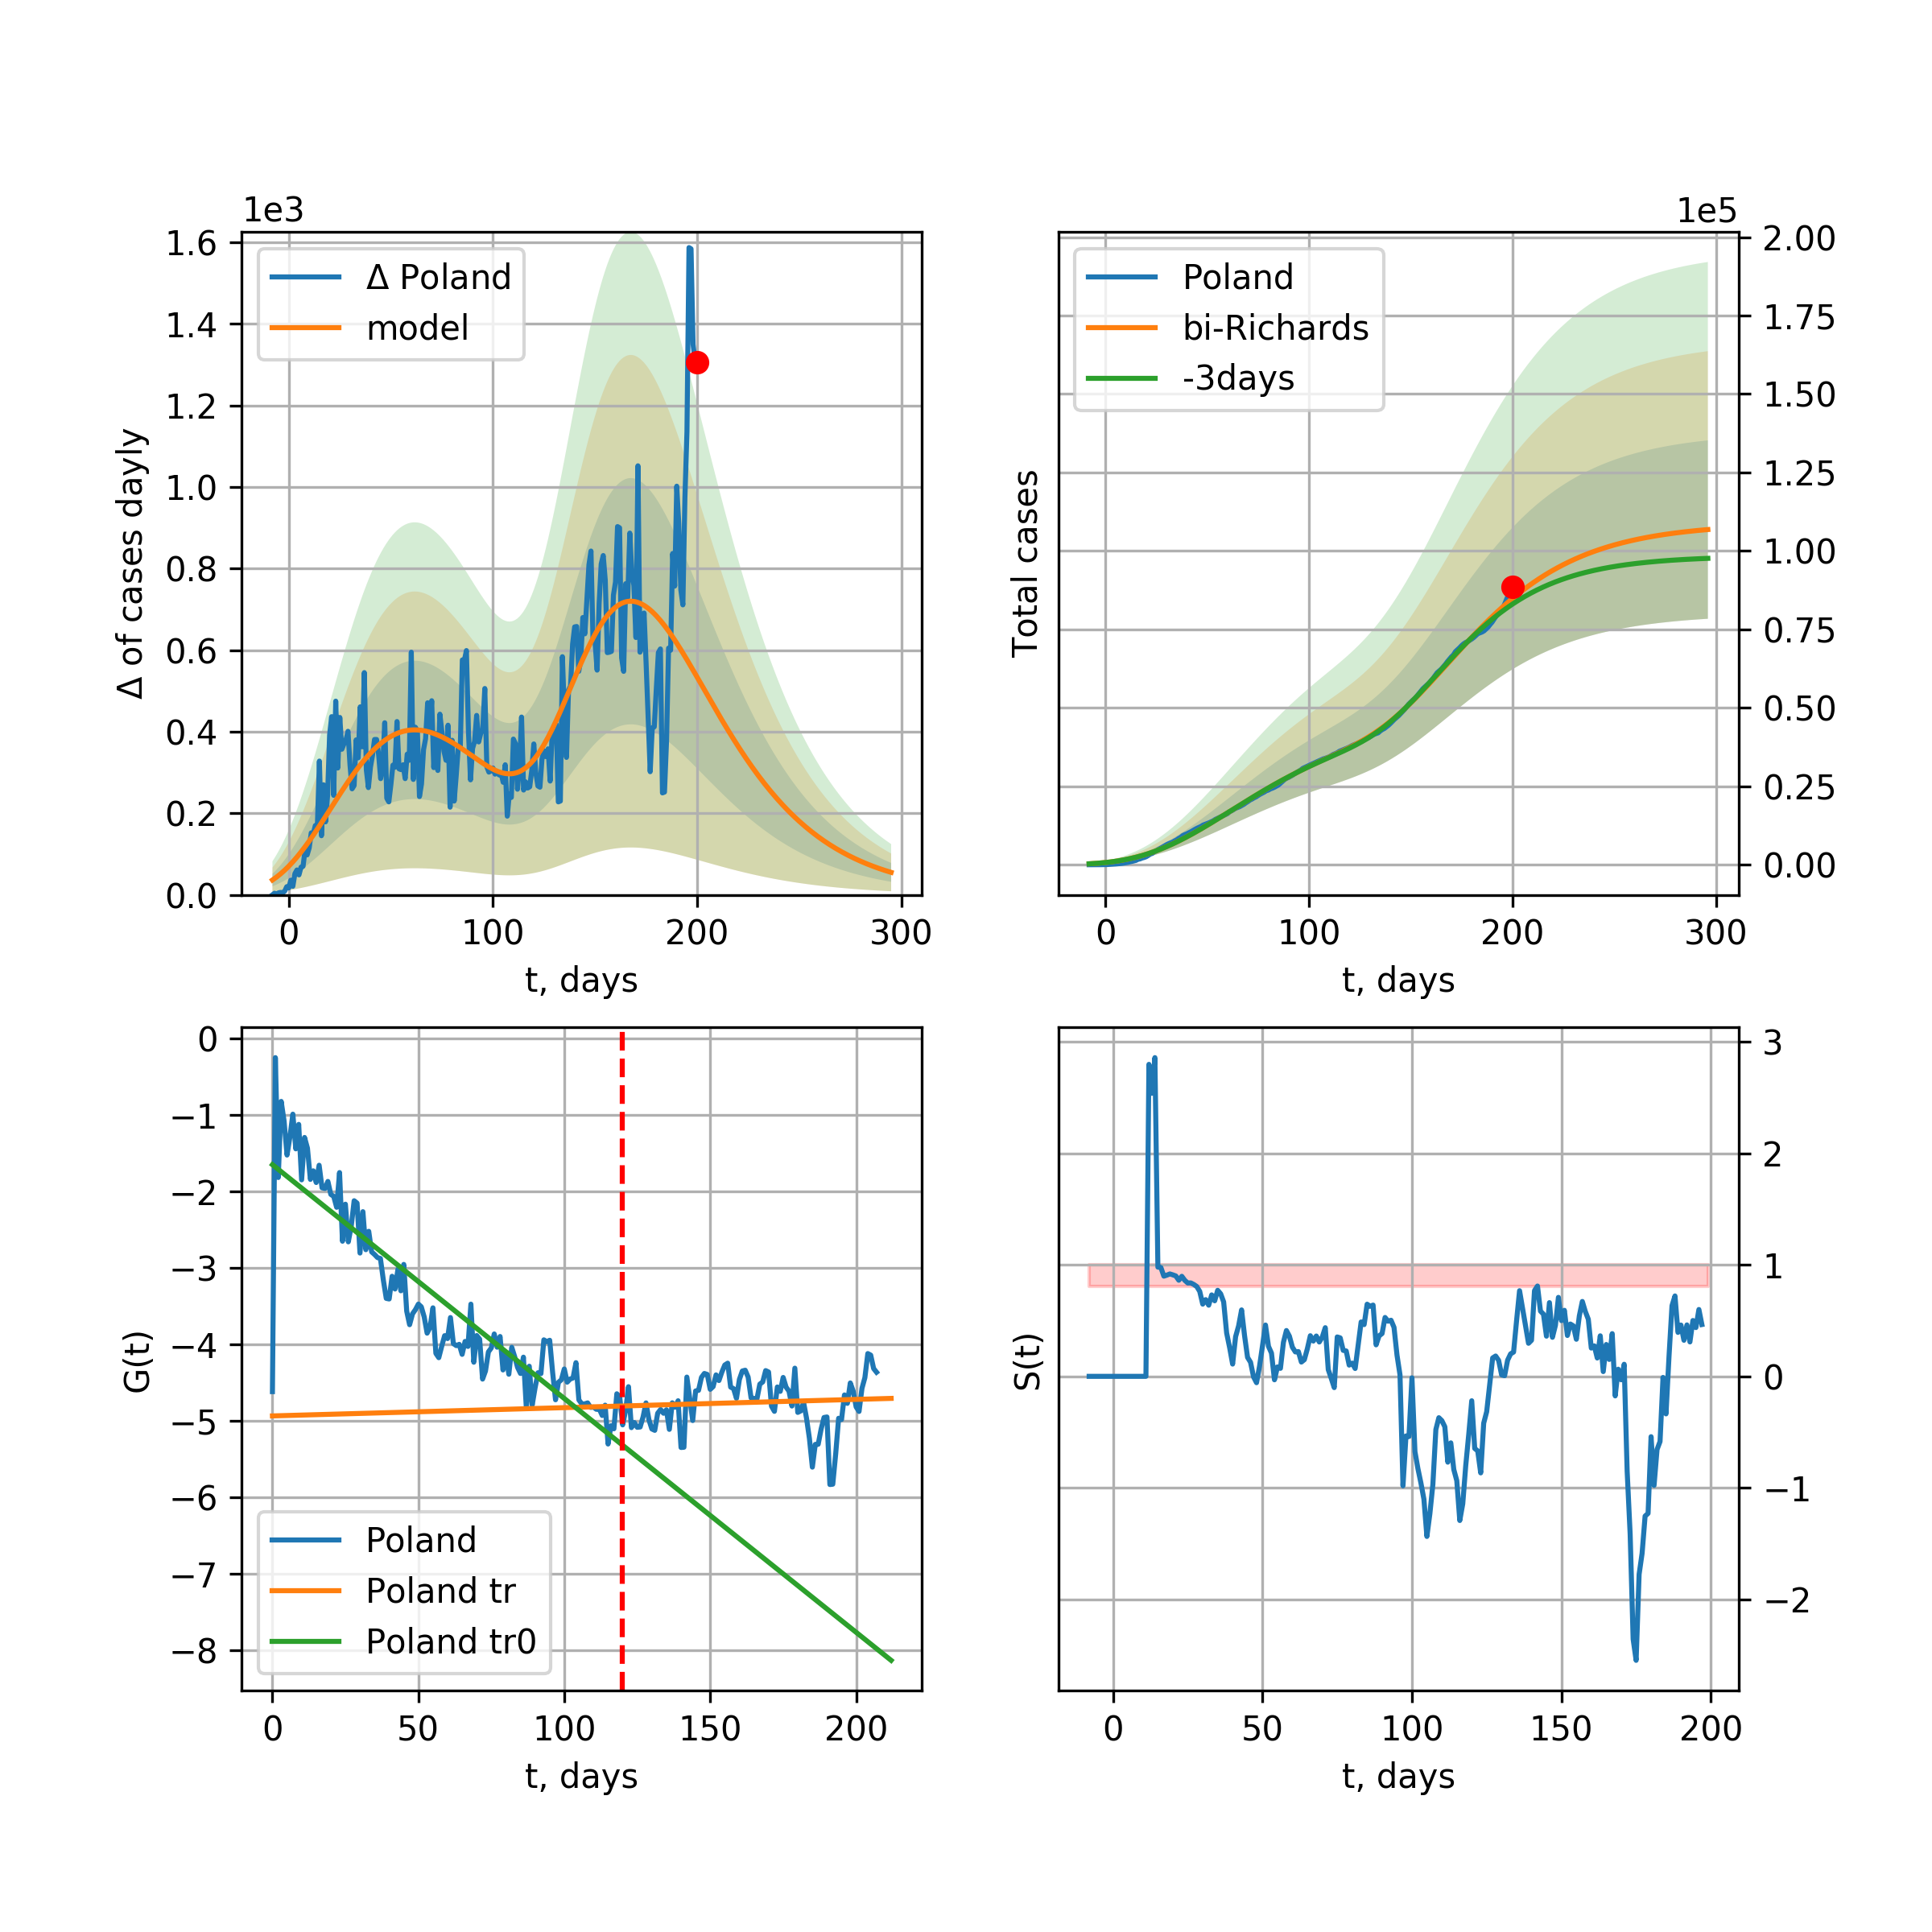 1e3
1.6
1.4
1.2
1.0
0.8
0.6
0.4
0.2
0.0
Δ of cases dayly
Δ Poland
model
0 100 200 300
t, days
1e5
2.00
1.75
1.50
1.25
1.00
0.75
0.50
0.25
0.00
Total cases
Poland
bi-Richards
-3days
0 100 200 300
t, days
0
−1
−2
−3
−4
−5
−6
−7
−8
G(t)
Poland
Poland tr
Poland tr0
0 50 100 150 200
t, days
3
2
1
0
−1
−2
S(t)
0 50 100 150 200
t, days